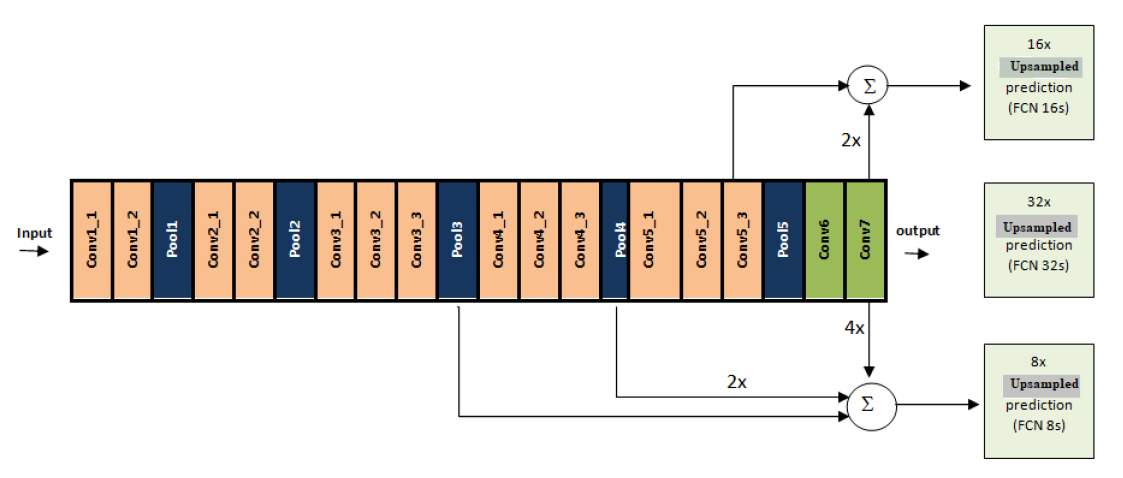 16x
Upsampled
prediction
(FCN 16s)
Σ
2x
Input
Conv1_1
Conv1_2
Pool1
Conv2_1
Conv2_2
Pool2
Conv3_1
Conv3_2
Conv3_3
Pool3
Conv4_1
Conv4_2
Conv4_3
Pool4
Conv5_1
Conv5_2
Conv5_3
Pool5
Conv6
Conv7
output
32x
Upsampled
prediction
(FCN 32s)
4x
2x
Σ
8x
Upsampled
prediction
(FCN 8s)